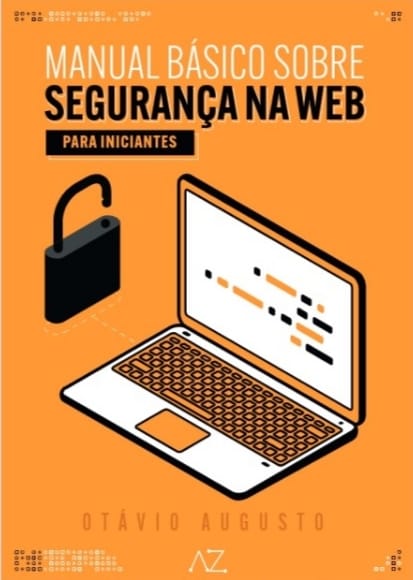 MANUAL BÁSICO SOBRE
SEGURANÇA NA WEB
PARA INICIANTES
OTÁVIO AUGUSTO
AZ